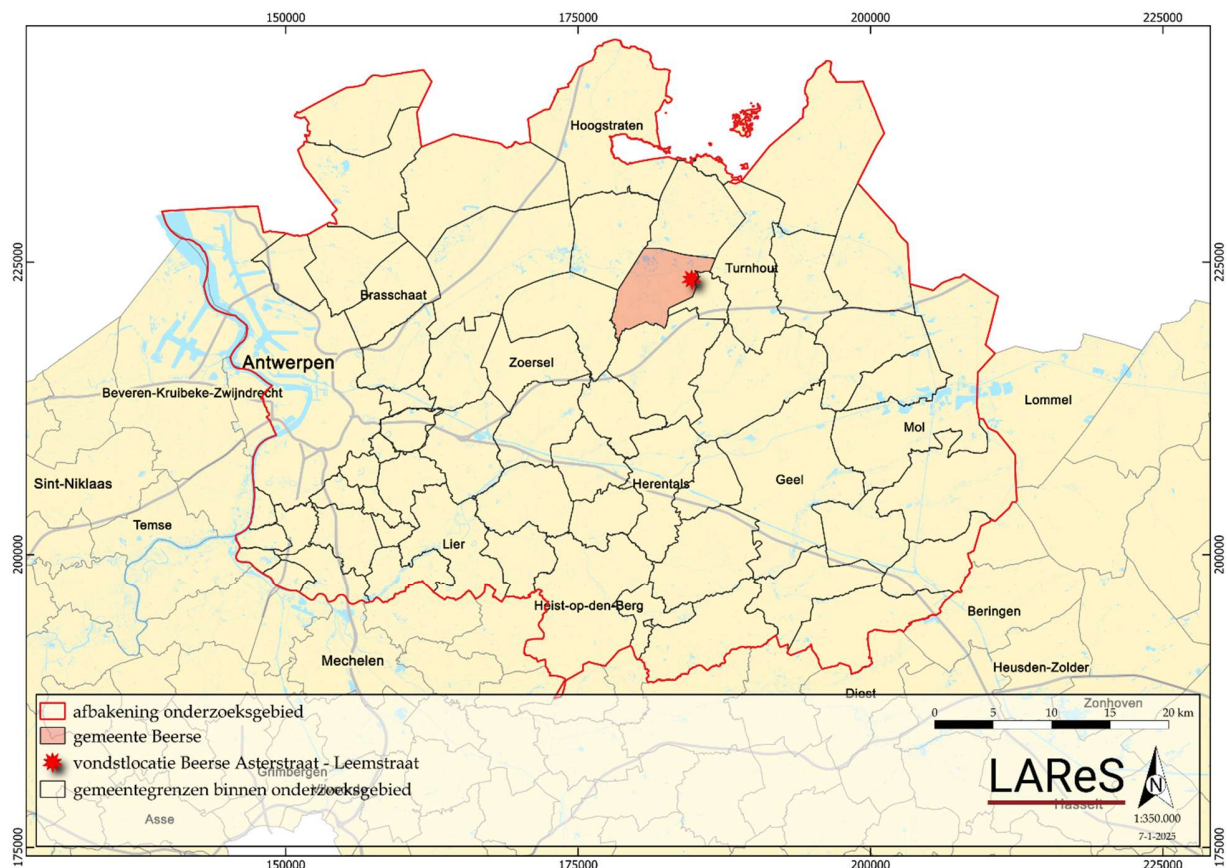 150000
175000
200000
225000
Hoogstraten
225000
225000
Turnhout
Brasschaat
Antwerpen
Zoersel
Beveren-Kruibeke-Zwijndrecht
Lommel
Mol
Sint-Niklaas
Herentals
Geel
Temse
Lier
200000
200000
Heist-op-den-Berg
Beringen
Mechelen
Heusden-Zolder
Diest
Zonhoven
afbakening onderzoeksgebied
gemeente Beerse
vondstlocatie Beerse Asterstraat - Leemstraat
gemeentegrenzen binnen onderzoeksgebied
0 5 10 15 20 km
Grimbergen
Asse
LAReS
N
Hasselt
1:350.000
7-1-2025
175000
175000
150000
175000
200000
225000